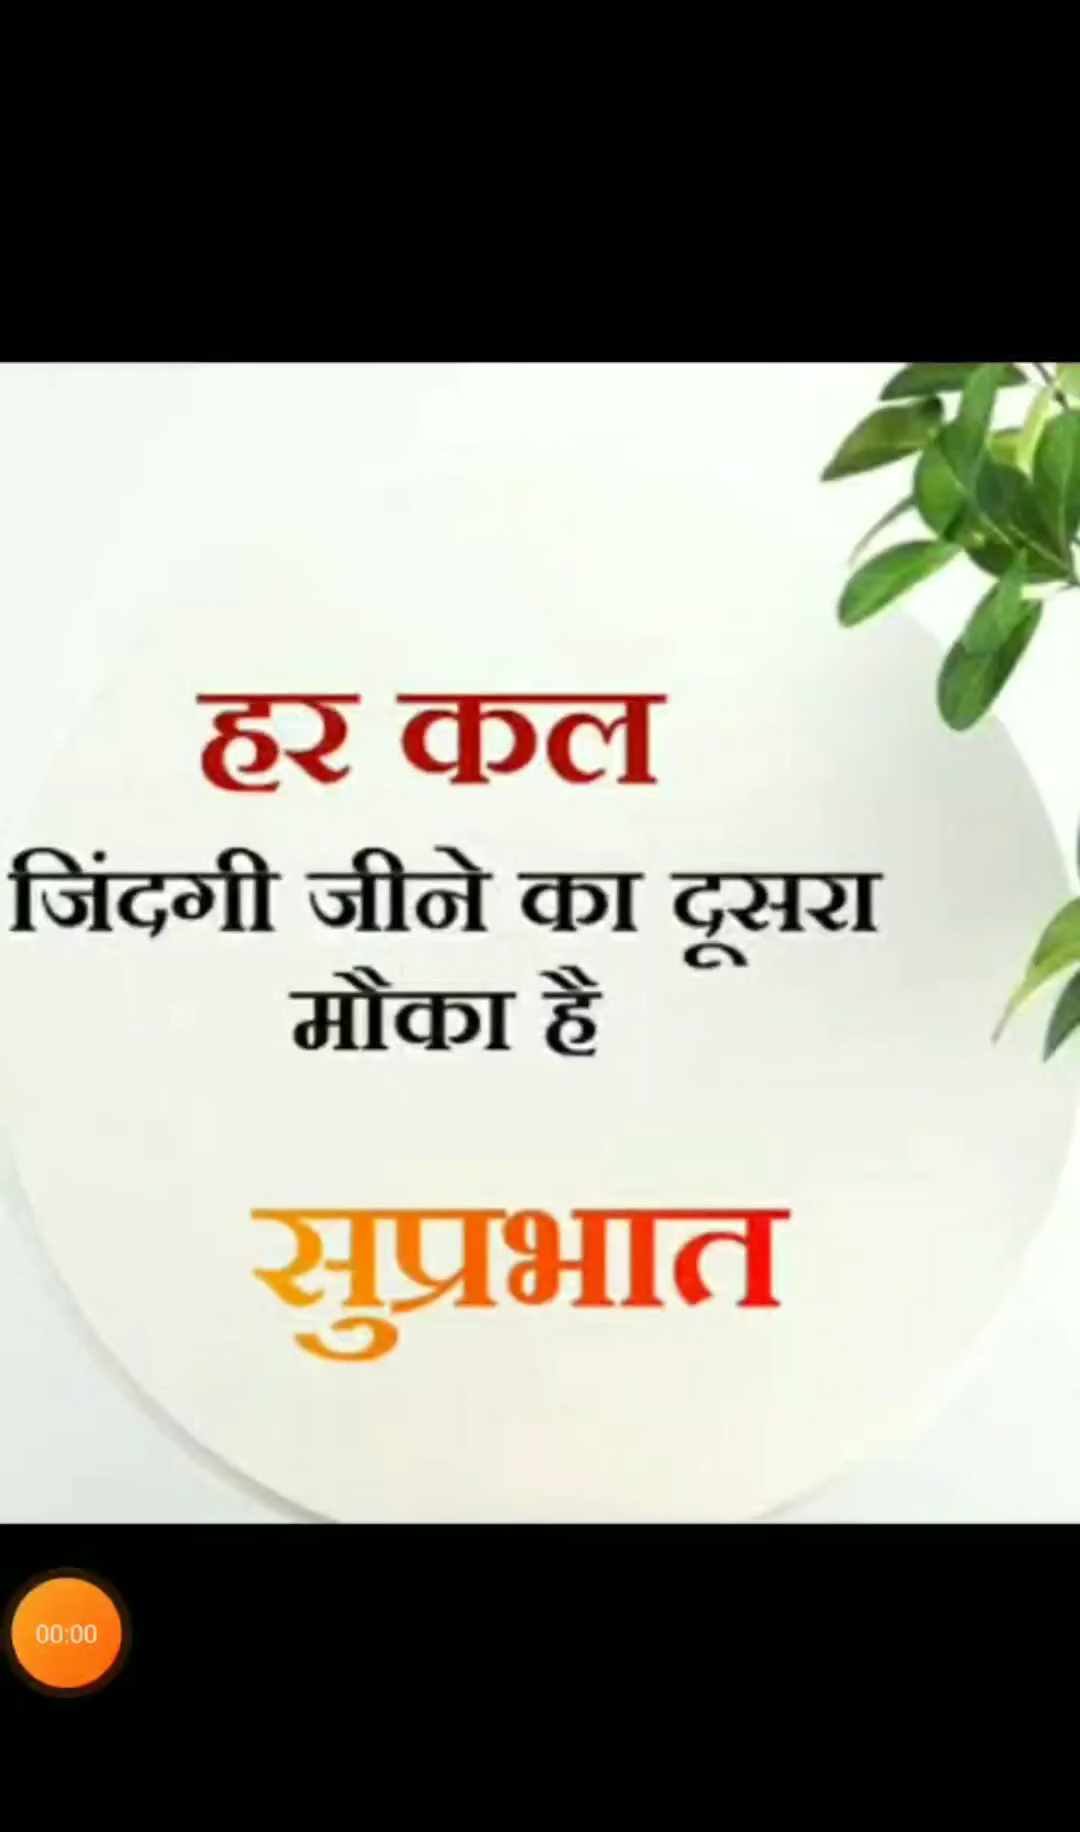 हर कल
जिंदगी जीने का दूसरा
मौका है
सुप्रभात
00:00